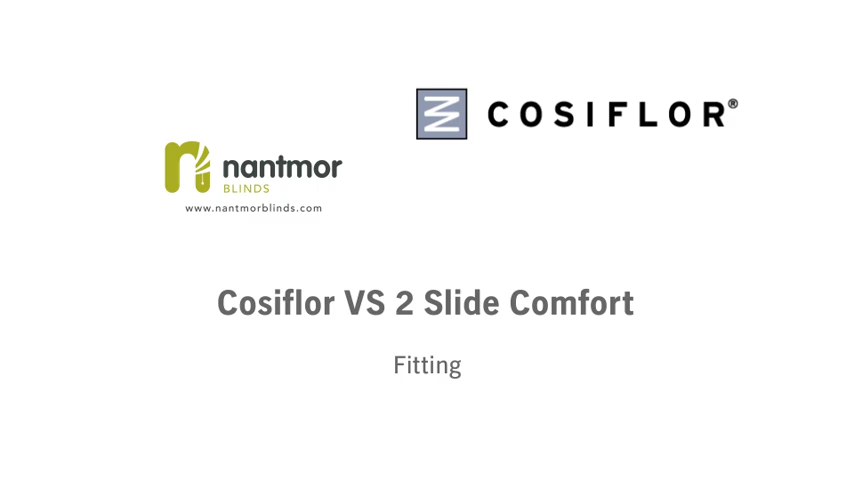 COSIFLOR®
nantmor
BLINDS
www.nantmorblinds.com
Cosiflor VS 2 Slide Comfort
Fitting